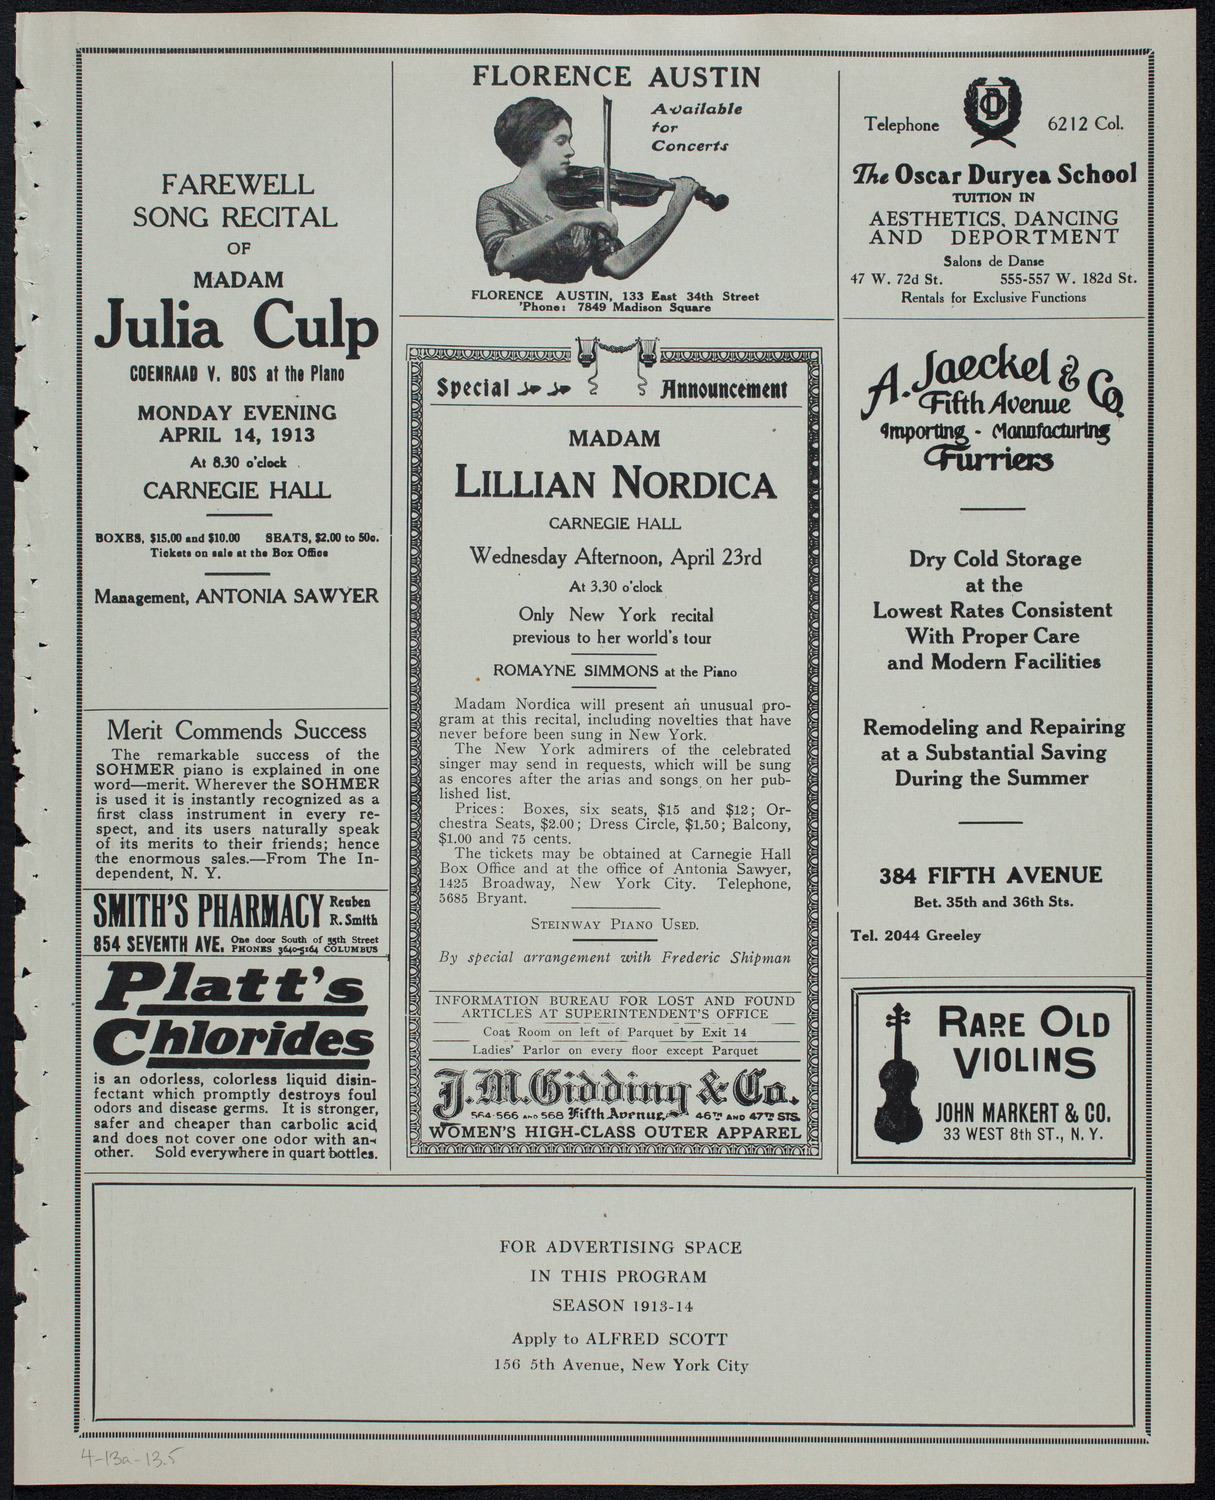 FAREWELL
SONG RECITAL
OF
MADAM
Julia Culp
COENRAAD V. BOS at the Piano
MONDAY EVENING
APRIL 14, 1913
At 8.30 o'clock
CARNEGIE HALL
BOXES, $15.00 and $10.00 SEATS, $2.00 to 50c.
Tickets on sale at the Box Office
Management, ANTONIA SAWYER
Merit Commends Success
The remarkable success of the
SOHMER piano is explained in one
word—merit. Wherever the SOHMER
is used it is instantly recognized as a
first class instrument in every re-
spect, and its users naturally speak
of its merits to their friends; hence
the enormous sales.—From The In-
dependent, N. Y.
SMITH'S PHARMACY Reuben
R. Smith
854 SEVENTH AVE. One door South of 55th Street
PHONES 3640-5164 COLUMBUS
Platt's
Chlorides
is an odorless, colorless liquid disin-
fectant which promptly destroys foul
odors and disease germs. It is stronger,
safer and cheaper than carbolic acid
and does not cover one odor with an-
other. Sold everywhere in quart bottles.
FLORENCE AUSTIN
Available
for
Concerts
FLORENCE AUSTIN, 133 East 34th Street
'Phone: 7849 Madison Square
Special Announcement
MADAM
LILLIAN NORDICA
CARNEGIE HALL
Wednesday Afternoon, April 23rd
At 3.30 o'clock
Only New York recital
previous to her world's tour
ROMAYNE SIMMONS at the Piano
Madam Nordica will present an unusual pro-
gram at this recital, including novelties that have
never before been sung in New York.
The New York admirers of the celebrated
singer may send in requests, which will be sung
as encores after the arias and songs on her pub-
lished list.
Prices: Boxes, six seats, $15 and $12; Or-
chestra Seats, $2.00; Dress Circle, $1.50; Balcony,
$1.00 and 75 cents.
The tickets may be obtained at Carnegie Hall
Box Office and at the office of Antonia Sawyer,
1425 Broadway, New York City. Telephone,
5685 Bryant.
STEINWAY PIANO USED.
By special arrangement with Frederic Shipman
INFORMATION BUREAU FOR LOST AND FOUND
ARTICLES AT SUPERINTENDENT'S OFFICE
Coat Room on left of Parquet by Exit 14
Ladies' Parlor on every floor except Parquet
J.M.Gidding & Co.
564-566 AND 568 Fifth Avenue, 46TH AND 47TH STS.
WOMEN'S HIGH-CLASS OUTER APPAREL
Telephone 6212 Col.
The Oscar Duryea School
TUITION IN
AESTHETICS, DANCING
AND DEPORTMENT
Salons de Danse
47 W. 72d St. 555-557 W. 182d St.
Rentals for Exclusive Functions
A. Jaeckel & Co.
Fifth Avenue
Importing - Manufacturing
Furriers
Dry Cold Storage
at the
Lowest Rates Consistent
With Proper Care
and Modern Facilities
Remodeling and Repairing
at a Substantial Saving
During the Summer
384 FIFTH AVENUE
Bet. 35th and 36th Sts.
Tel. 2044 Greeley
RARE OLD
VIOLINS
JOHN MARKERT & CO.
33 WEST 8th ST., N. Y.
FOR ADVERTISING SPACE
IN THIS PROGRAM
SEASON 1913-14
Apply to ALFRED SCOTT
156 5th Avenue, New York City
4-13a-13.5